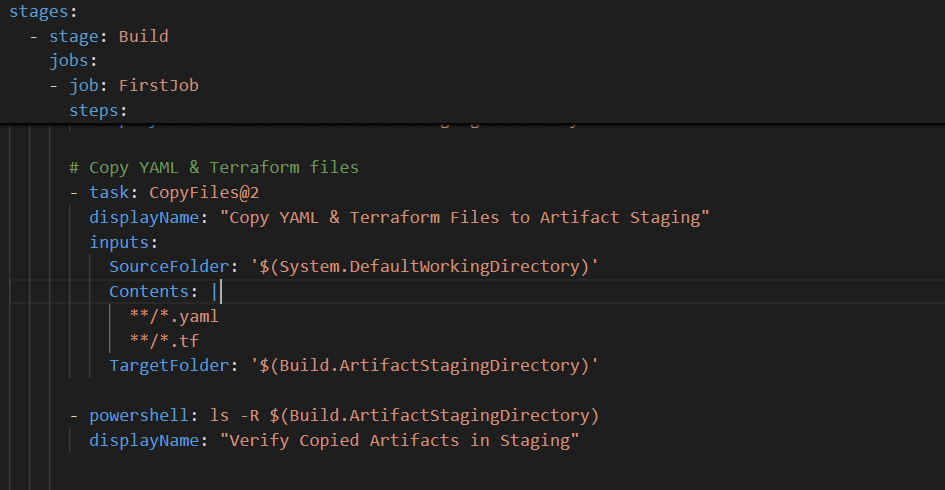 stages:
  - stage: Build
    jobs:
    - job: FirstJob
      steps:
      # Copy YAML & Terraform files
      - task: CopyFiles@2
        displayName: "Copy YAML & Terraform Files to Artifact Staging"
        inputs:
          SourceFolder: '$(System.DefaultWorkingDirectory)'
          Contents: |
            **/*.yaml
            **/*.tf
          TargetFolder: '$(Build.ArtifactStagingDirectory)'
      - powershell: ls -R $(Build.ArtifactStagingDirectory)
        displayName: "Verify Copied Artifacts in Staging"